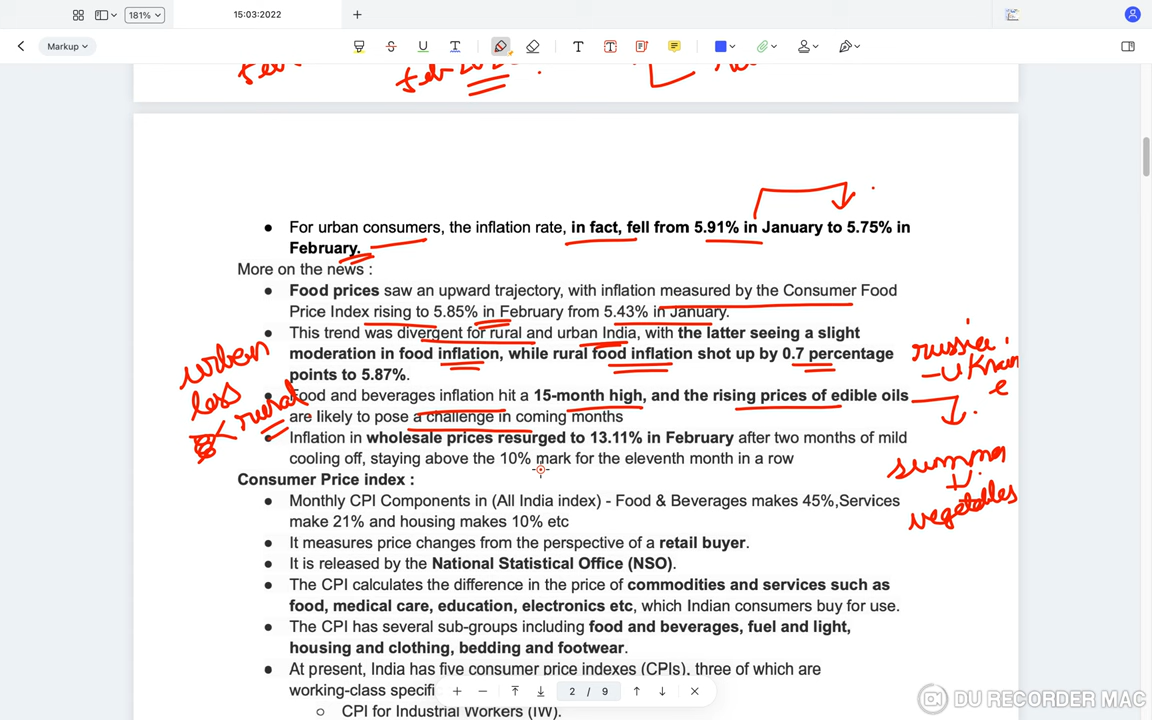 181%
15:03:2022
Markup
T
T
T
feb-
For urban consumers, the inflation rate, in fact, fell from 5.91% in January to 5.75% in
February.
More on the news :
Food prices saw an upward trajectory, with inflation measured by the Consumer Food
Price Index rising to 5.85% in February from 5.43% in January.
This trend was divergent for rural and urban India, with the latter seeing a slight
moderation in food inflation, while rural food inflation shot up by 0.7 percentage
points to 5.87%.
Food and beverages inflation hit a 15-month high, and the rising prices of edible oils
are likely to pose a challenge in coming months
Inflation in wholesale prices resurged to 13.11% in February after two months of mild
cooling off, staying above the 10% mark for the eleventh month in a row
urban
less
rural
russia
-Ukrain
e
summer
vegetables
Consumer Price index :
Monthly CPI Components in (All India index) - Food & Beverages makes 45%,Services
make 21% and housing makes 10% etc
It measures price changes from the perspective of a retail buyer.
It is released by the National Statistical Office (NSO).
The CPI calculates the difference in the price of commodities and services such as
food, medical care, education, electronics etc, which Indian consumers buy for use.
The CPI has several sub-groups including food and beverages, fuel and light,
housing and clothing, bedding and footwear.
At present, India has five consumer price indexes (CPIs), three of which are
working-class specifi
CPI for Industrial Workers (IW).
2 / 9
DU RECORDER MAC